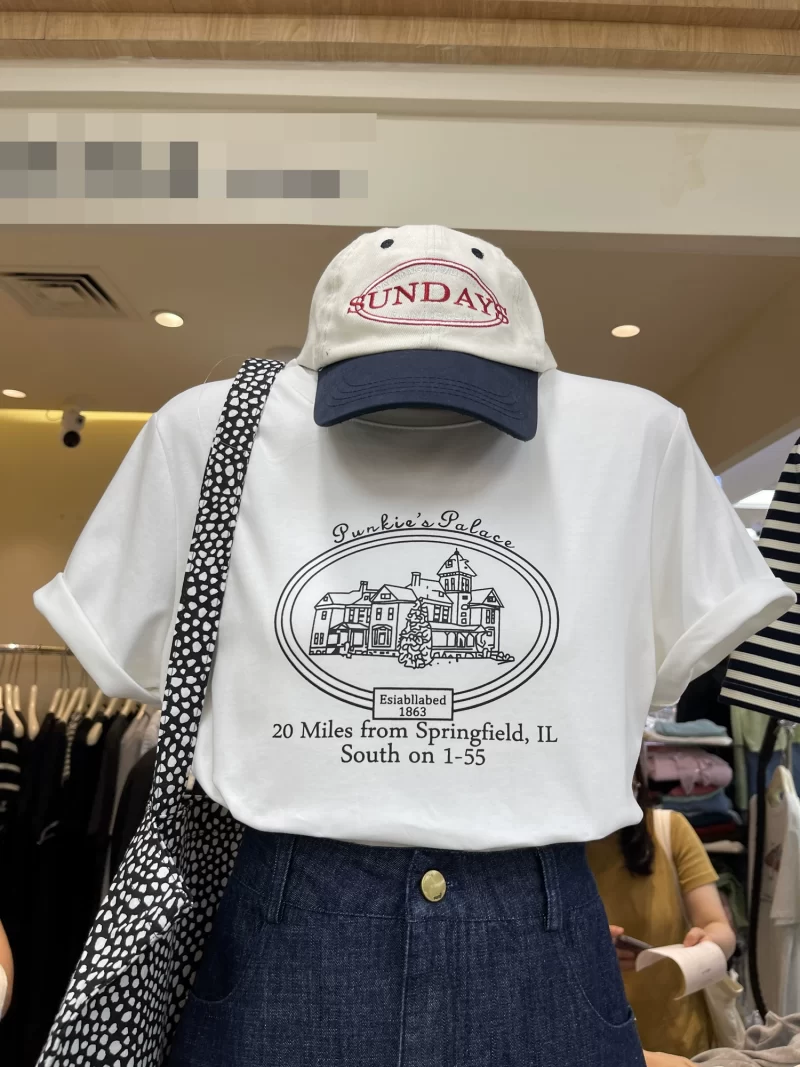 SUNDAYS
Punkie's Palace
Esiabllabed
1863
20 Miles from Springfield, IL
South on 1-55